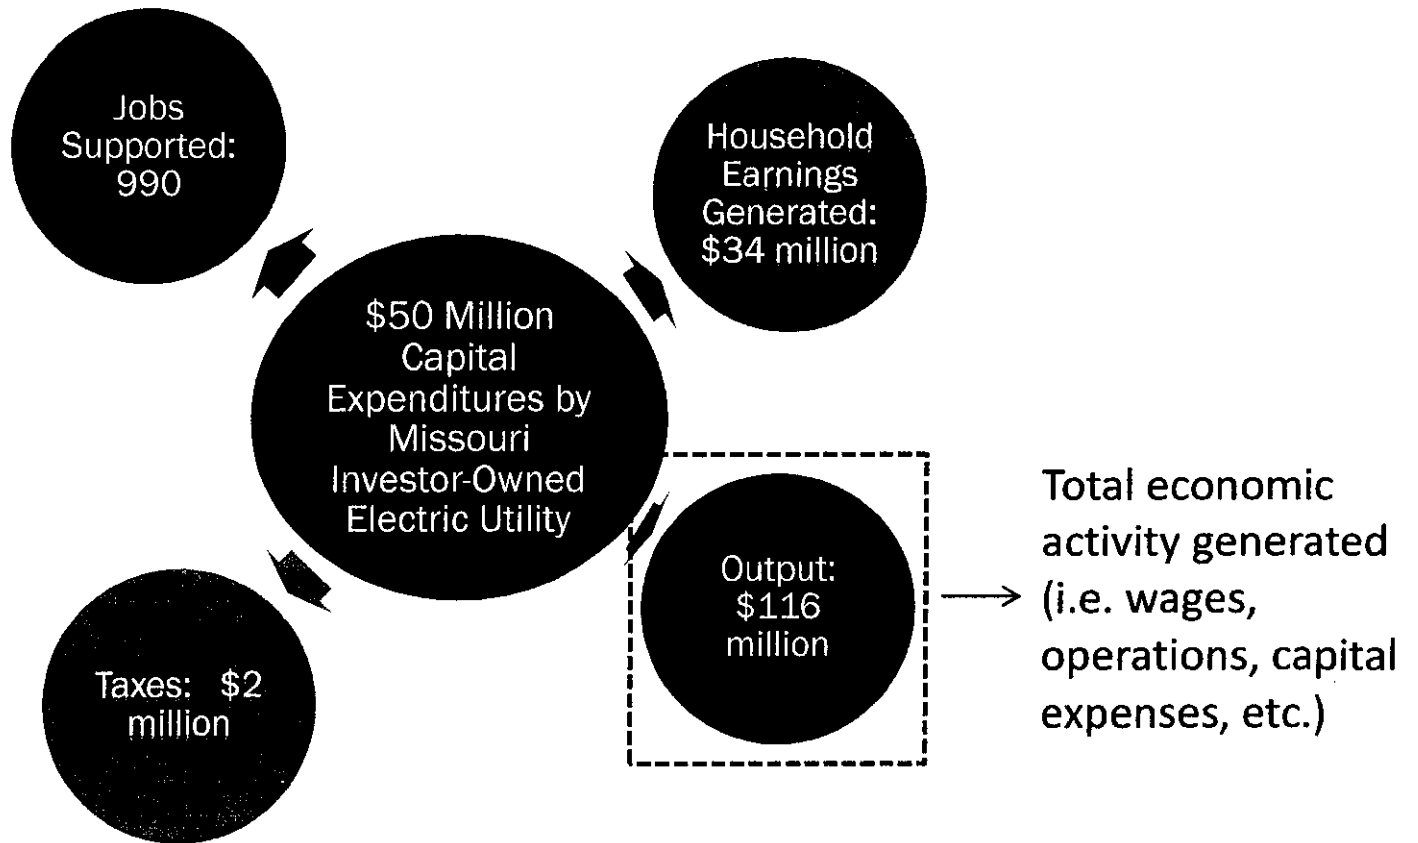 Jobs
Supported:
990
Household
Earnings
Generated:
$34 million
$50 Million
Capital
Expenditures by
Missouri
Investor-Owned
Electric Utility
Output:
$116
million
Total economic
activity generated
(i.e. wages,
operations, capital
expenses, etc.)
Taxes: $2
million